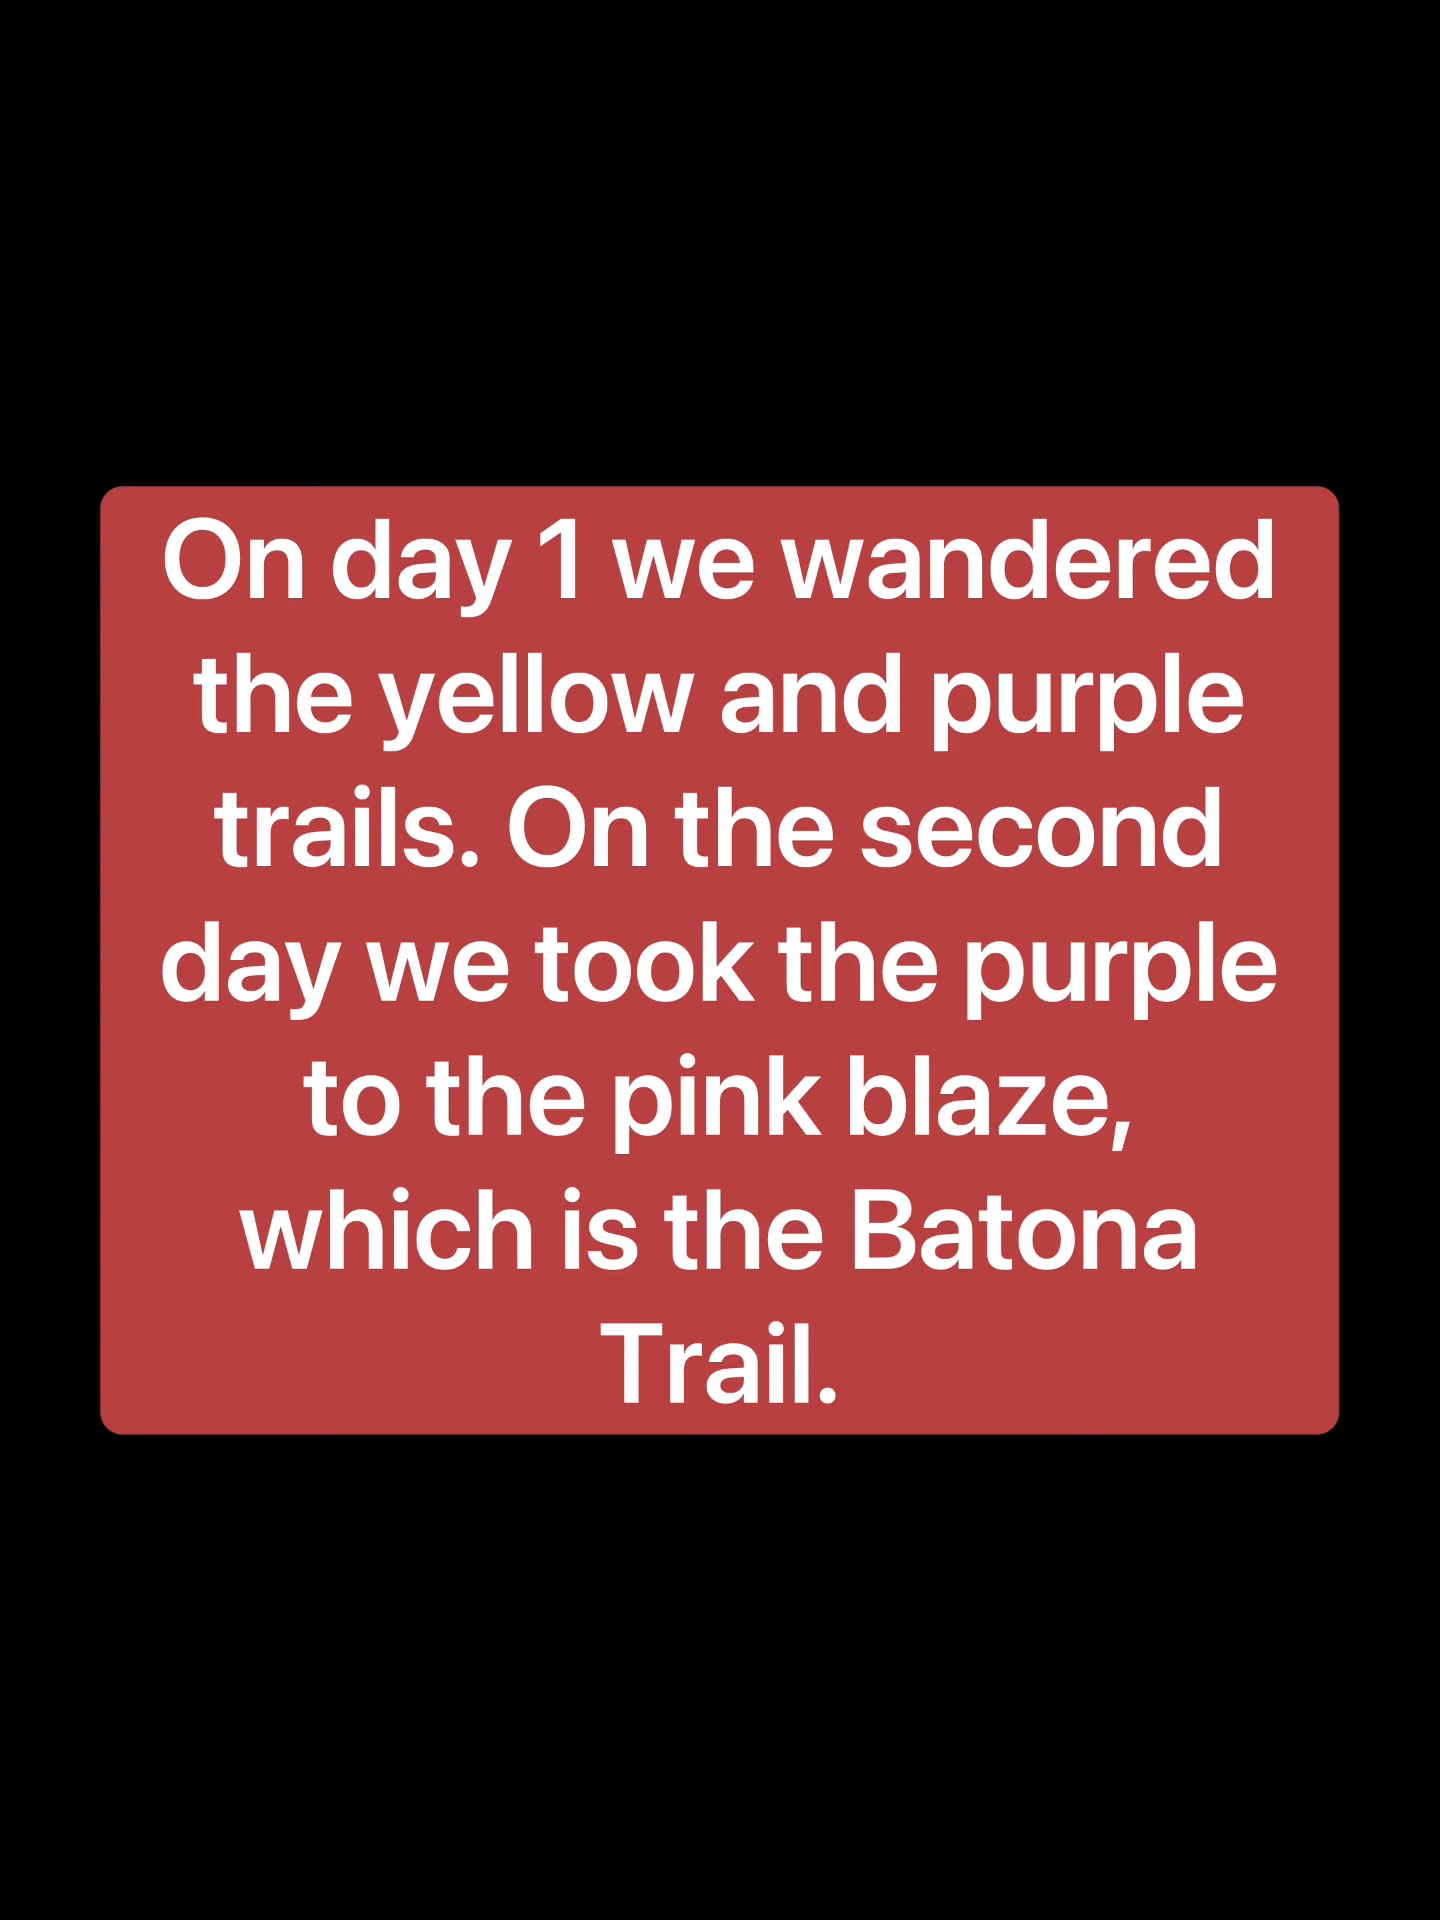 On day 1 we wandered
the yellow and purple
trails. On the second
day we took the purple
to the pink blaze,
which is the Batona
Trail.